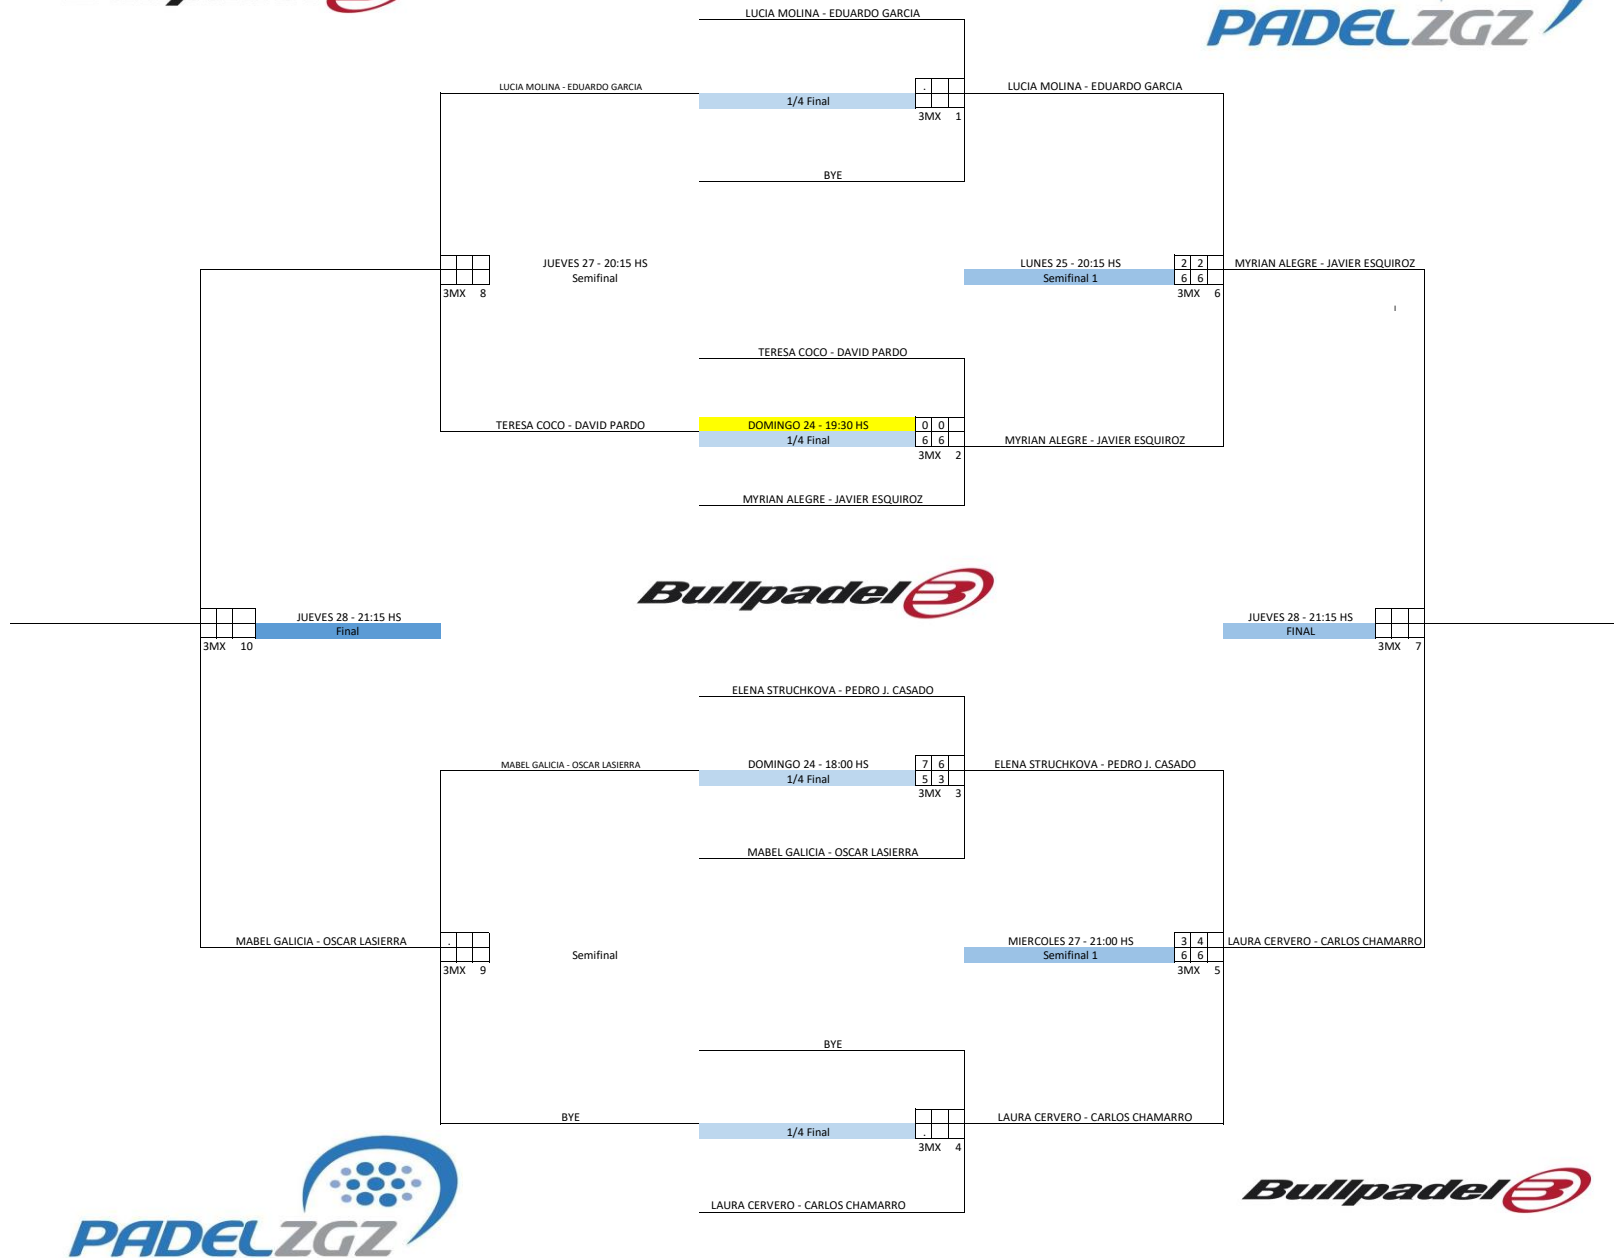 LUCIA MOLINA - EDUARDO GARCIA
PADELZGZ
LUCIA MOLINA - EDUARDO GARCIA
.
LUCIA MOLINA - EDUARDO GARCIA
1/4 Final
3MX 1
BYE
JUEVES 27 - 20:15 HS
Semifinal
3MX 8
LUNES 25 - 20:15 HS
Semifinal 1
2 2
6 6
3MX 6
MYRIAN ALEGRE - JAVIER ESQUIROZ
TERESA COCO - DAVID PARDO
TERESA COCO - DAVID PARDO
DOMINGO 24 - 19:30 HS
1/4 Final
0 0
6 6
3MX 2
MYRIAN ALEGRE - JAVIER ESQUIROZ
MYRIAN ALEGRE - JAVIER ESQUIROZ
Bullpadel
JUEVES 28 - 21:15 HS
Final
3MX 10
JUEVES 28 - 21:15 HS
FINAL
3MX 7
ELENA STRUCHKOVA - PEDRO J. CASADO
MABEL GALICIA - OSCAR LASIERRA
DOMINGO 24 - 18:00 HS
1/4 Final
7 6
5 3
3MX 3
ELENA STRUCHKOVA - PEDRO J. CASADO
MABEL GALICIA - OSCAR LASIERRA
MABEL GALICIA - OSCAR LASIERRA
.
Semifinal
3MX 9
MIERCOLES 27 - 21:00 HS
Semifinal 1
3 4
6 6
3MX 5
LAURA CERVERO - CARLOS CHAMARRO
BYE
BYE
1/4 Final
.
3MX 4
LAURA CERVERO - CARLOS CHAMARRO
LAURA CERVERO - CARLOS CHAMARRO
PADELZGZ
Bullpadel